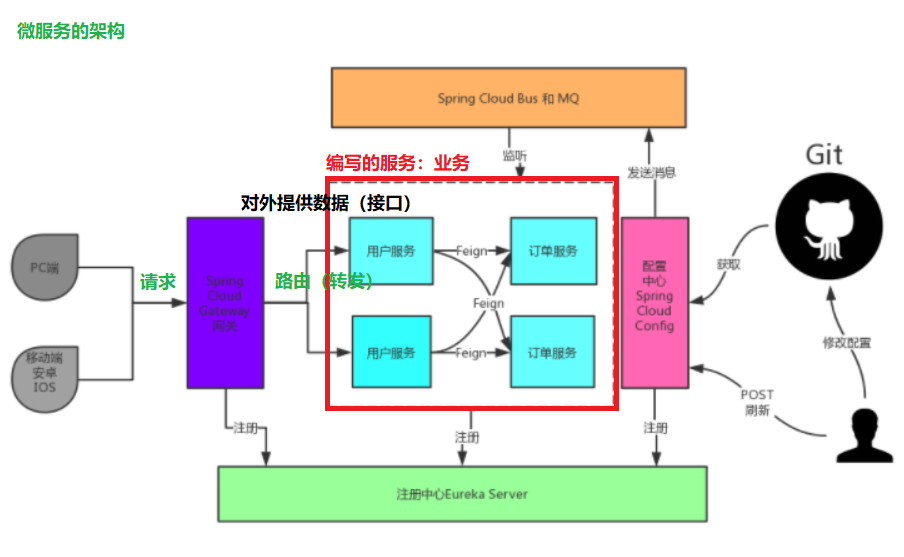 微服务的架构
Spring Cloud Bus 和 MQ
监听
发送消息
Git
编写的服务：业务
对外提供数据（接口）
PC端
请求
Spring
Cloud
Gateway
网关
路由（转发）
用户服务
Feign
订单服务
Feign
用户服务
Feign
订单服务
配置
中心
Spring
Cloud
Config
获取
修改配置
POST
刷新
移动端
安卓
IOS
注册
注册
注册
注册中心Eureka Server